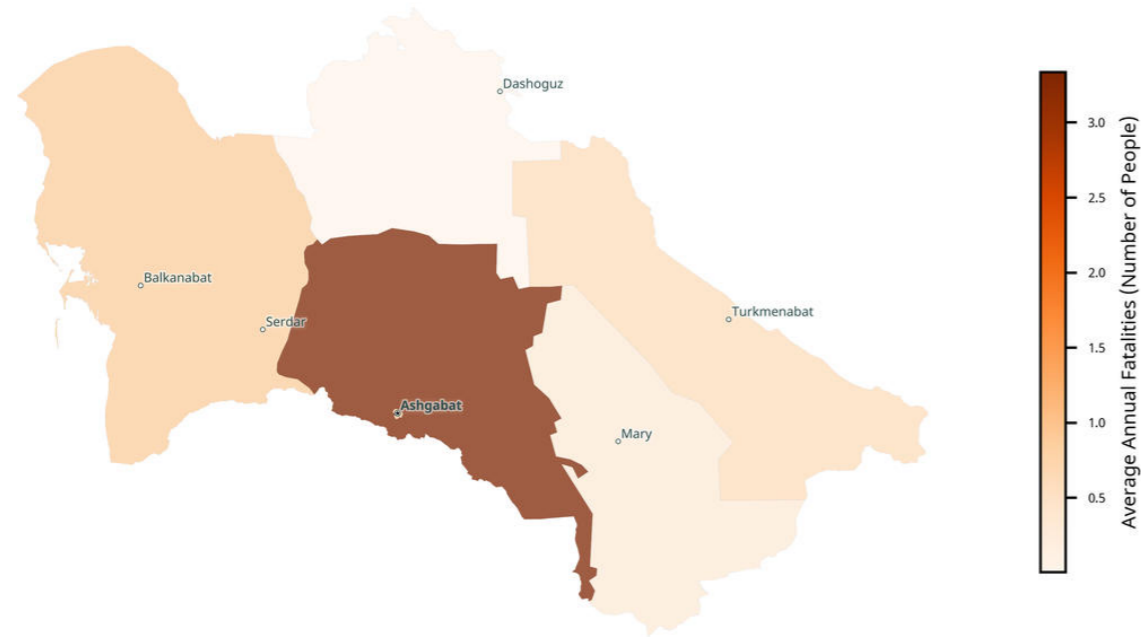 Dashoguz
Balkanabat
Serdar
Turkmenabat
Ashgabat
Mary
3.0
2.5
2.0
1.5
1.0
0.5
Average Annual Fatalities (Number of People)